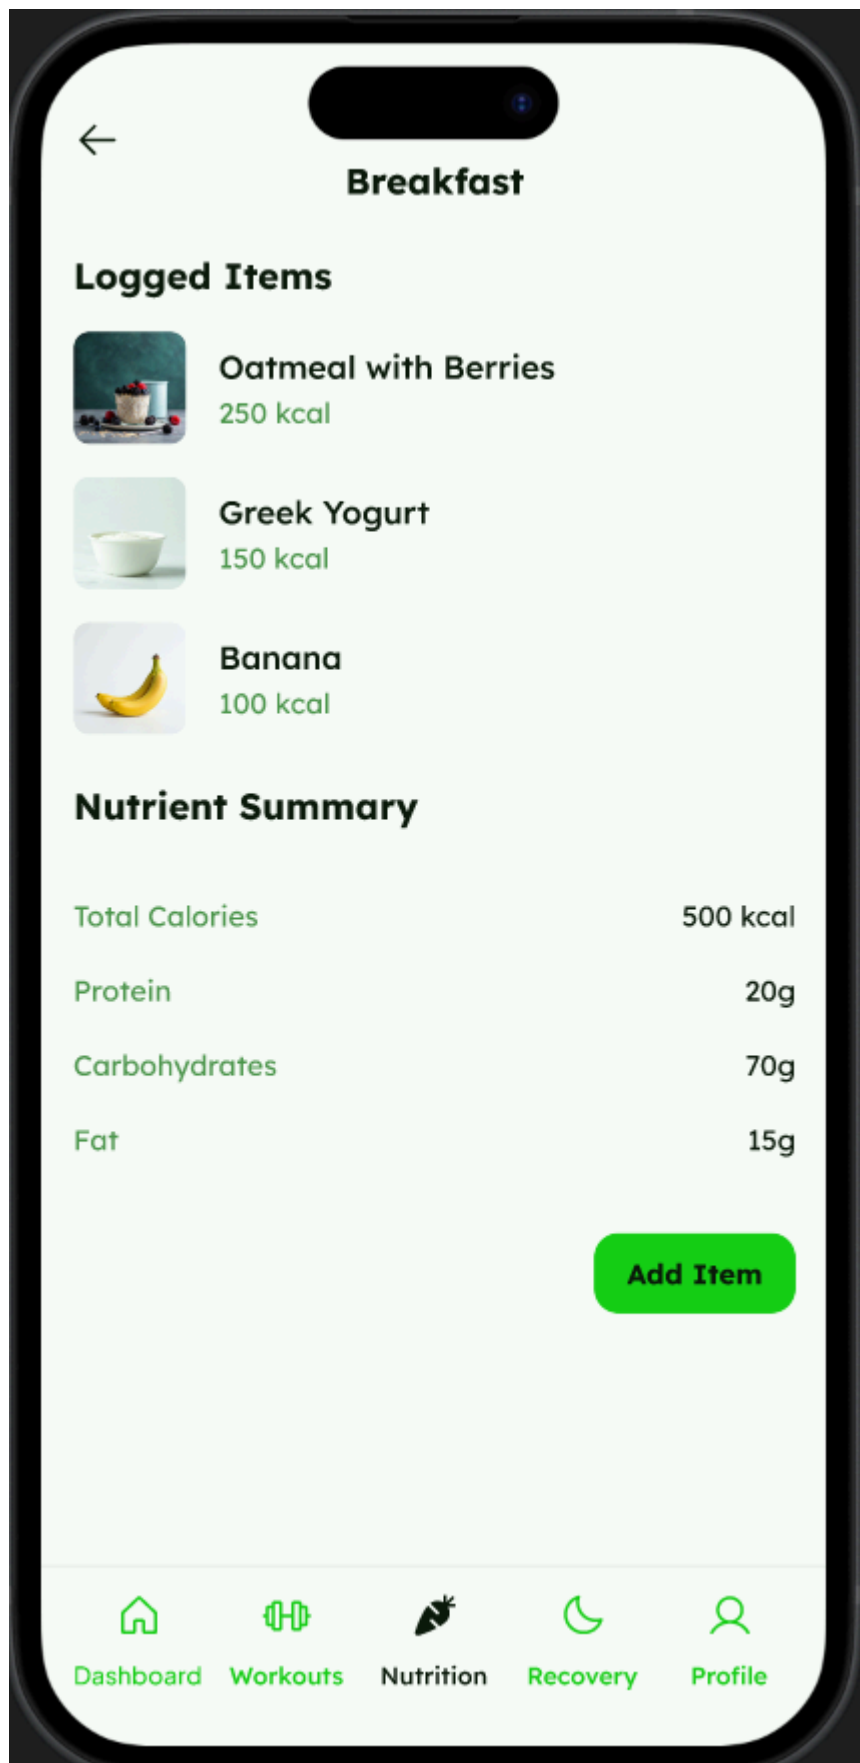 Breakfast
Logged Items
Oatmeal with Berries
250 kcal
Greek Yogurt
150 kcal
Banana
100 kcal
Nutrient Summary
Total Calories 500 kcal
Protein 20g
Carbohydrates 70g
Fat 15g
Add Item
Dashboard Workouts Nutrition Recovery Profile